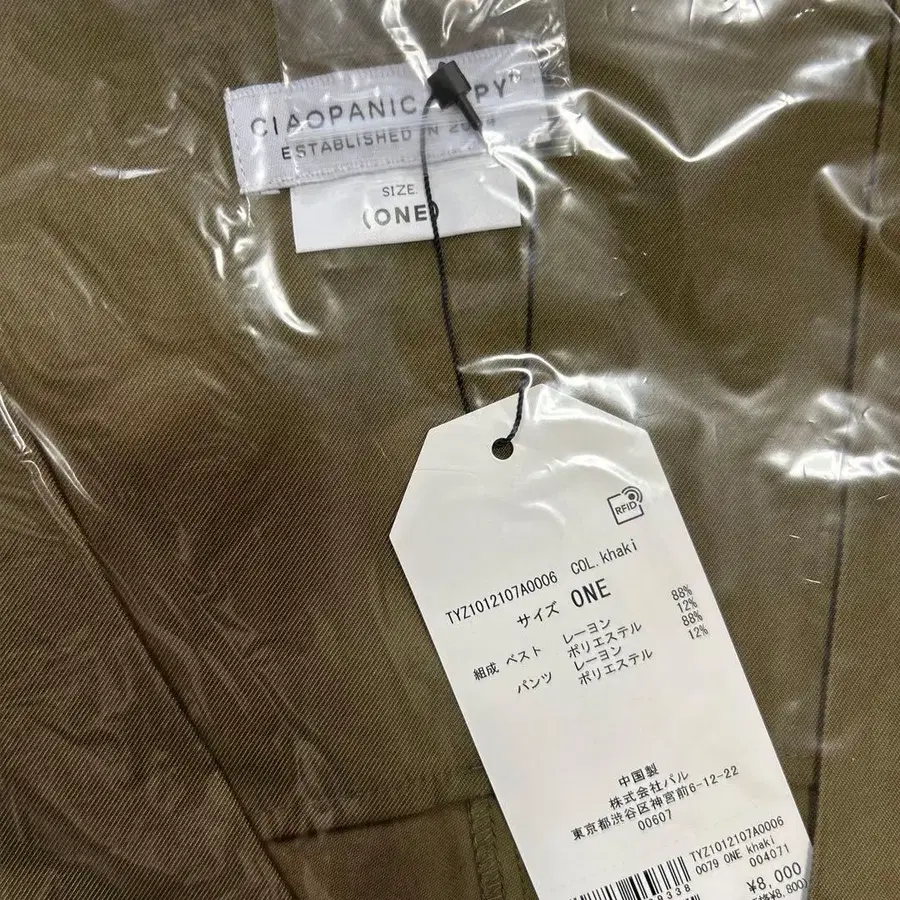 CIAOPANIC
ESTABLISHED IN
SIZE.
(ONE)
RFID
TYZ1012107A0006 COL.khaki
サイズ ONE
組成 ベスト レーヨン 88%
ポリエステル 12%
パンツ レーヨン 88%
ポリエステル 12%
中国製
株式会社パル
東京都渋谷区神宮前6-12-22
00607
TYZ1012107A0006
0079 ONE khaki
004071
¥8,000
¥8,800)